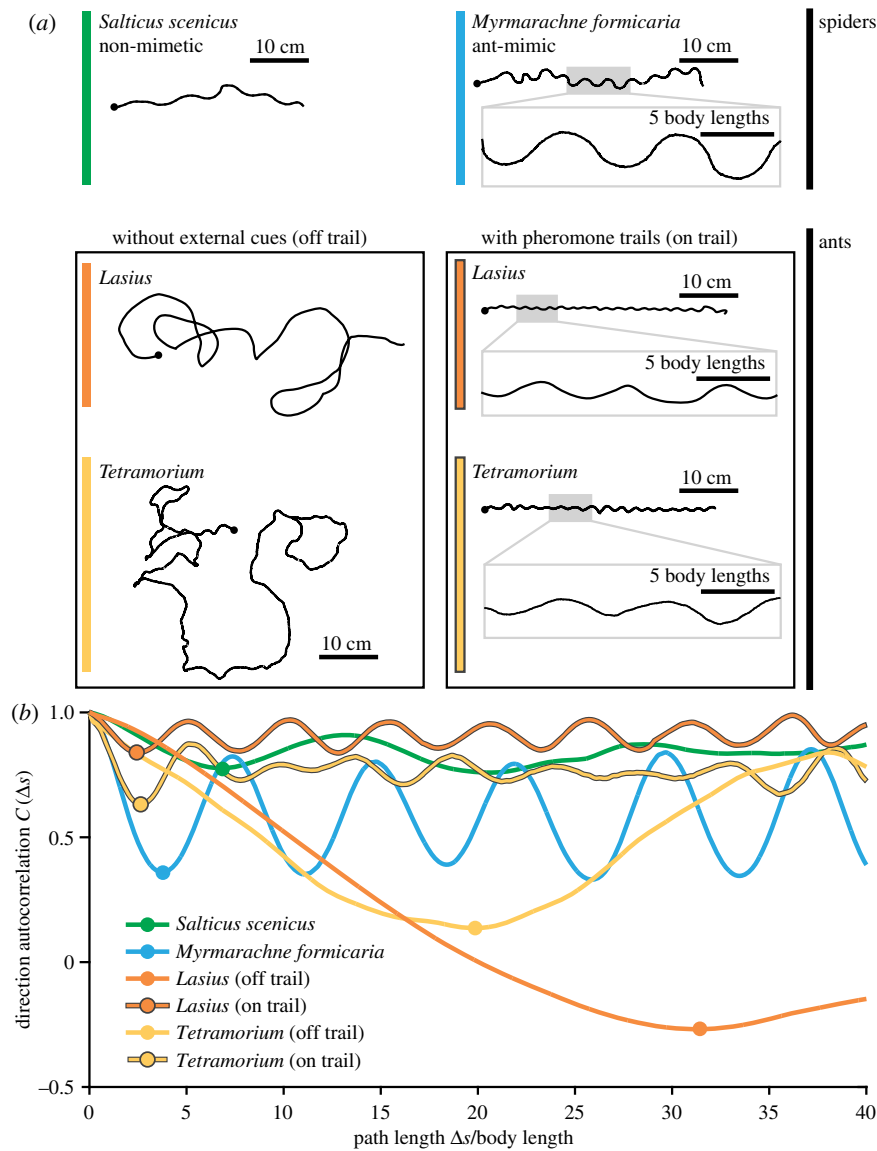 (a)
Salticus scenicus
non-mimetic
10 cm
Myrmarachne formicaria
ant-mimic
10 cm
5 body lengths
spiders
without external cues (off trail)
with pheromone trails (on trail)
ants
Lasius
Lasius
10 cm
5 body lengths
Tetramorium
10 cm
Tetramorium
10 cm
5 body lengths
(b)
1.0
0.5
0
–0.5
direction autocorrelation C (Δs)
Salticus scenicus
Myrmarachne formicaria
Lasius (off trail)
Lasius (on trail)
Tetramorium (off trail)
Tetramorium (on trail)
0 5 10 15 20 25 30 35 40
path length Δs/body length